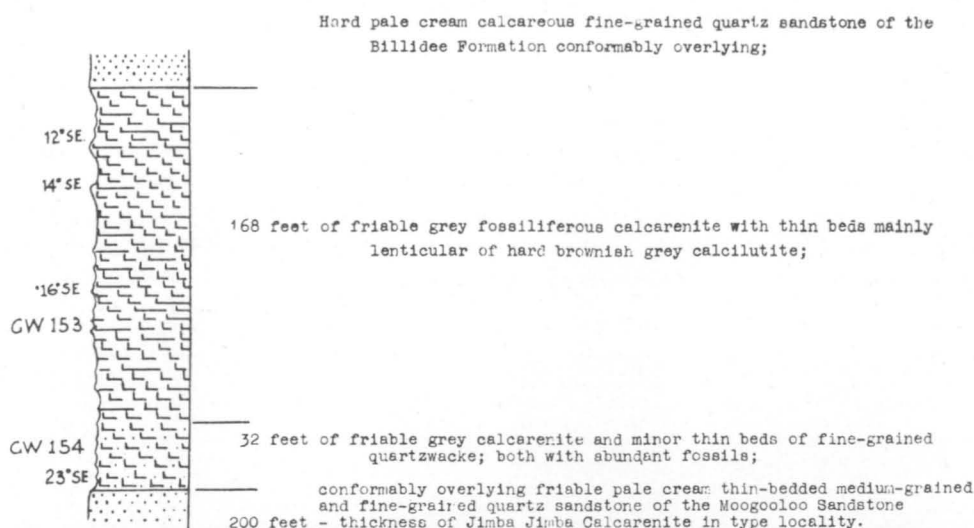 Hard pale cream calcareous fine-grained quartz sandstone of the
Billidee Formation conformably overlying;
12°SE
14°SE
168 feet of friable grey fossiliferous calcarenite with thin beds mainly
lenticular of hard brownish grey calcilutite;
16°SE
GW 153
32 feet of friable grey calcarenite and minor thin beds of fine-grained
GW 154
quartzwacke; both with abundant fossils;
23°SE
conformably overlying friable pale cream thin-bedded medium-grained
and fine-grained quartz sandstone of the Moogooloo Sandstone
200 feet - thickness of Jimba Jimba Calcarenite in type locality.